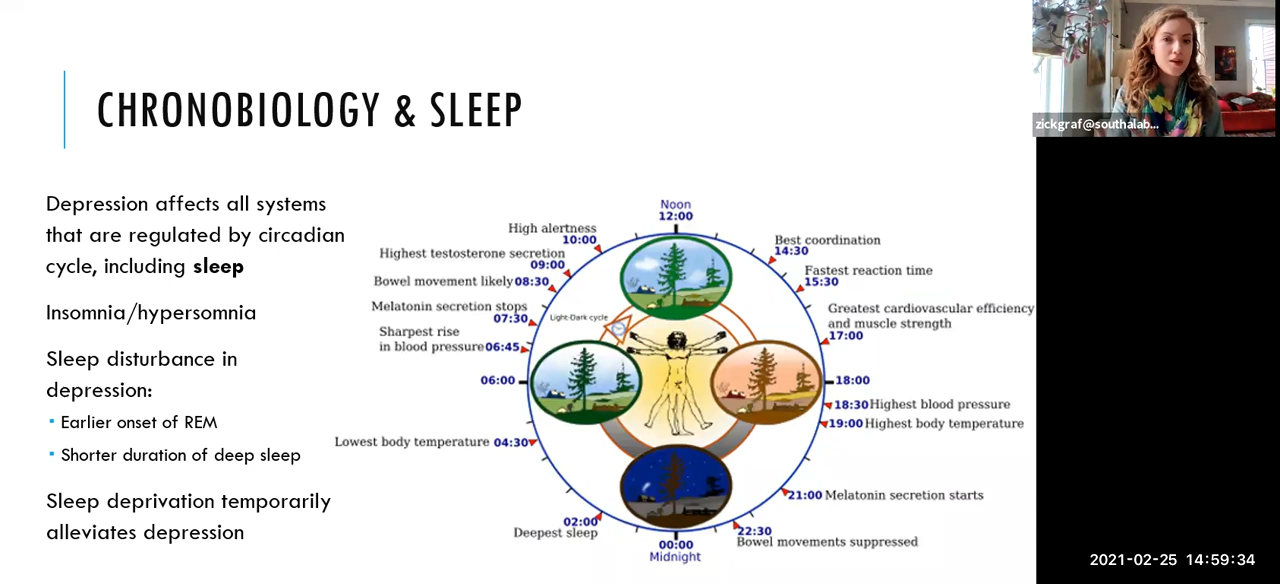 CHRONOBIOLOGY & SLEEP
Depression affects all systems
that are regulated by circadian
cycle, including sleep
Insomnia/hypersomnia
Sleep disturbance in
depression:
Earlier onset of REM
Shorter duration of deep sleep
Sleep deprivation temporarily
alleviates depression
Noon
12:00
High alertness
10:00
Highest testosterone secretion
09:00
Bowel movement likely 08:30
Melatonin secretion stops
07:30
Light-Dark cycle
Sharpest rise
in blood pressure 06:45
06:00
Lowest body temperature 04:30
02:00
Deepest sleep
00:00
Midnight
Best coordination
14:30
Fastest reaction time
15:30
Greatest cardiovascular efficiency
and muscle strength
17:00
18:00
18:30 Highest blood pressure
19:00 Highest body temperature
21:00 Melatonin secretion starts
22:30
Bowel movements suppressed
zickgraf@southalab...
2021-02-25 14:59:34